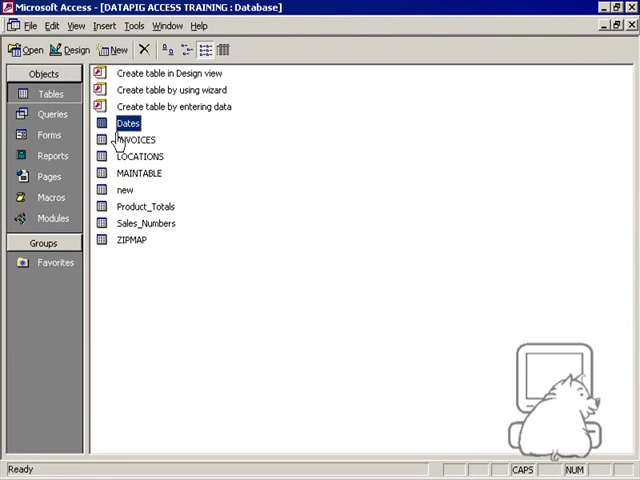 Microsoft Access - [DATAPIG ACCESS TRAINING : Database]
File Edit View Insert Tools Window Help
Open Design New
Objects
Tables
Queries
Forms
Reports
Pages
Macros
Modules
Groups
Favorites
Create table in Design view
Create table by using wizard
Create table by entering data
Dates
INVOICES
LOCATIONS
MAINTABLE
new
Product_Totals
Sales_Numbers
ZIPMAP
Ready CAPS NUM